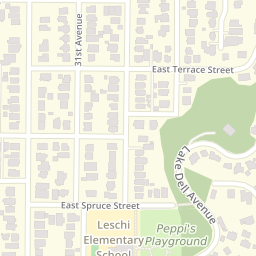 31st Avenue
East Terrace Street
Lake Dell Avenue
East Spruce Street
Leschi
Elementary
School
Peppi's
Playground